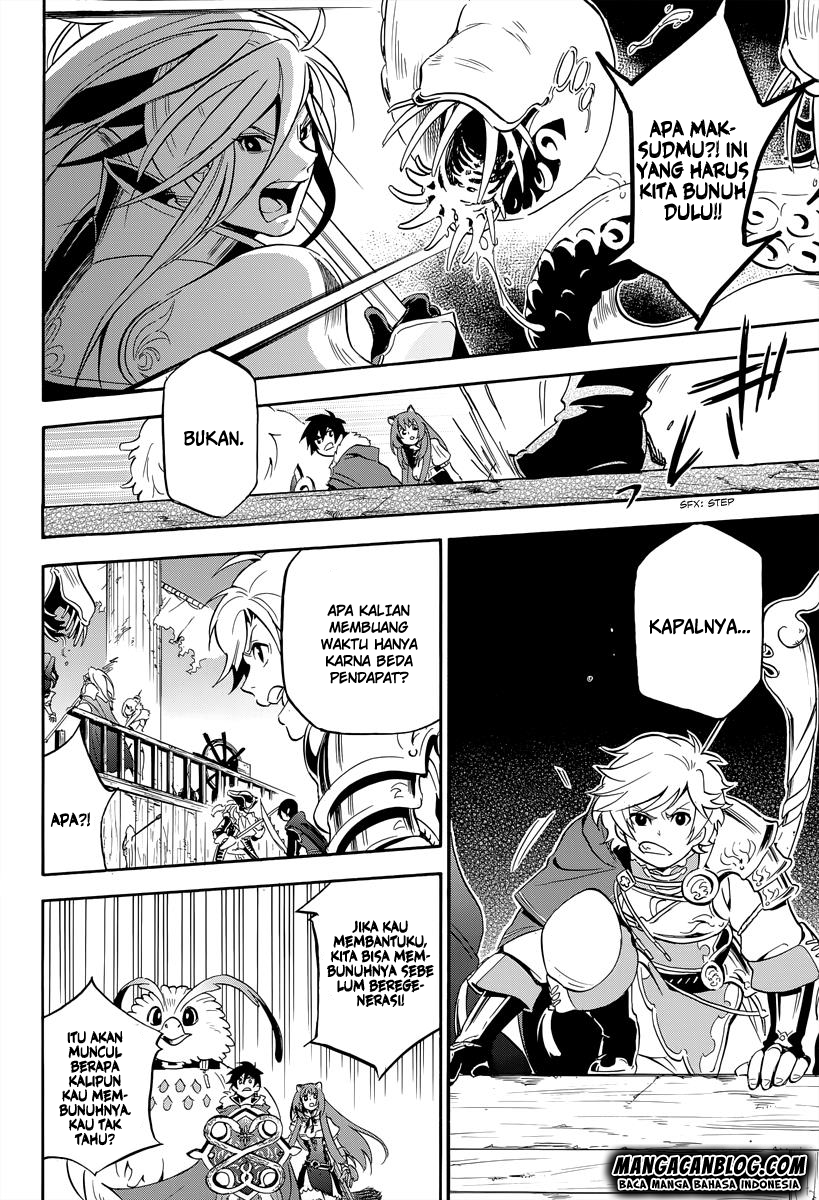 APA MAK-
SUDMU?! INI
YANG HARUS
KITA BUNUH
DULU!!
BUKAN.
SFX: STEP
KAPALNYA...
APA KALIAN
MEMBUANG
WAKTU HANYA
KARNA BEDA
PENDAPAT?
APA?!
JIKA KAU
MEMBANTUKU,
KITA BISA MEM-
BUNUHNYA SEBE
LUM BEREGE-
NERASI!
ITU AKAN
MUNCUL
BERAPA
KALIPUN
KAU MEM-
BUNUHNYA.
KAU TAK
TAHU?
MANGACANBLOG.COM
BACA MANGA BAHASA INDONESIA